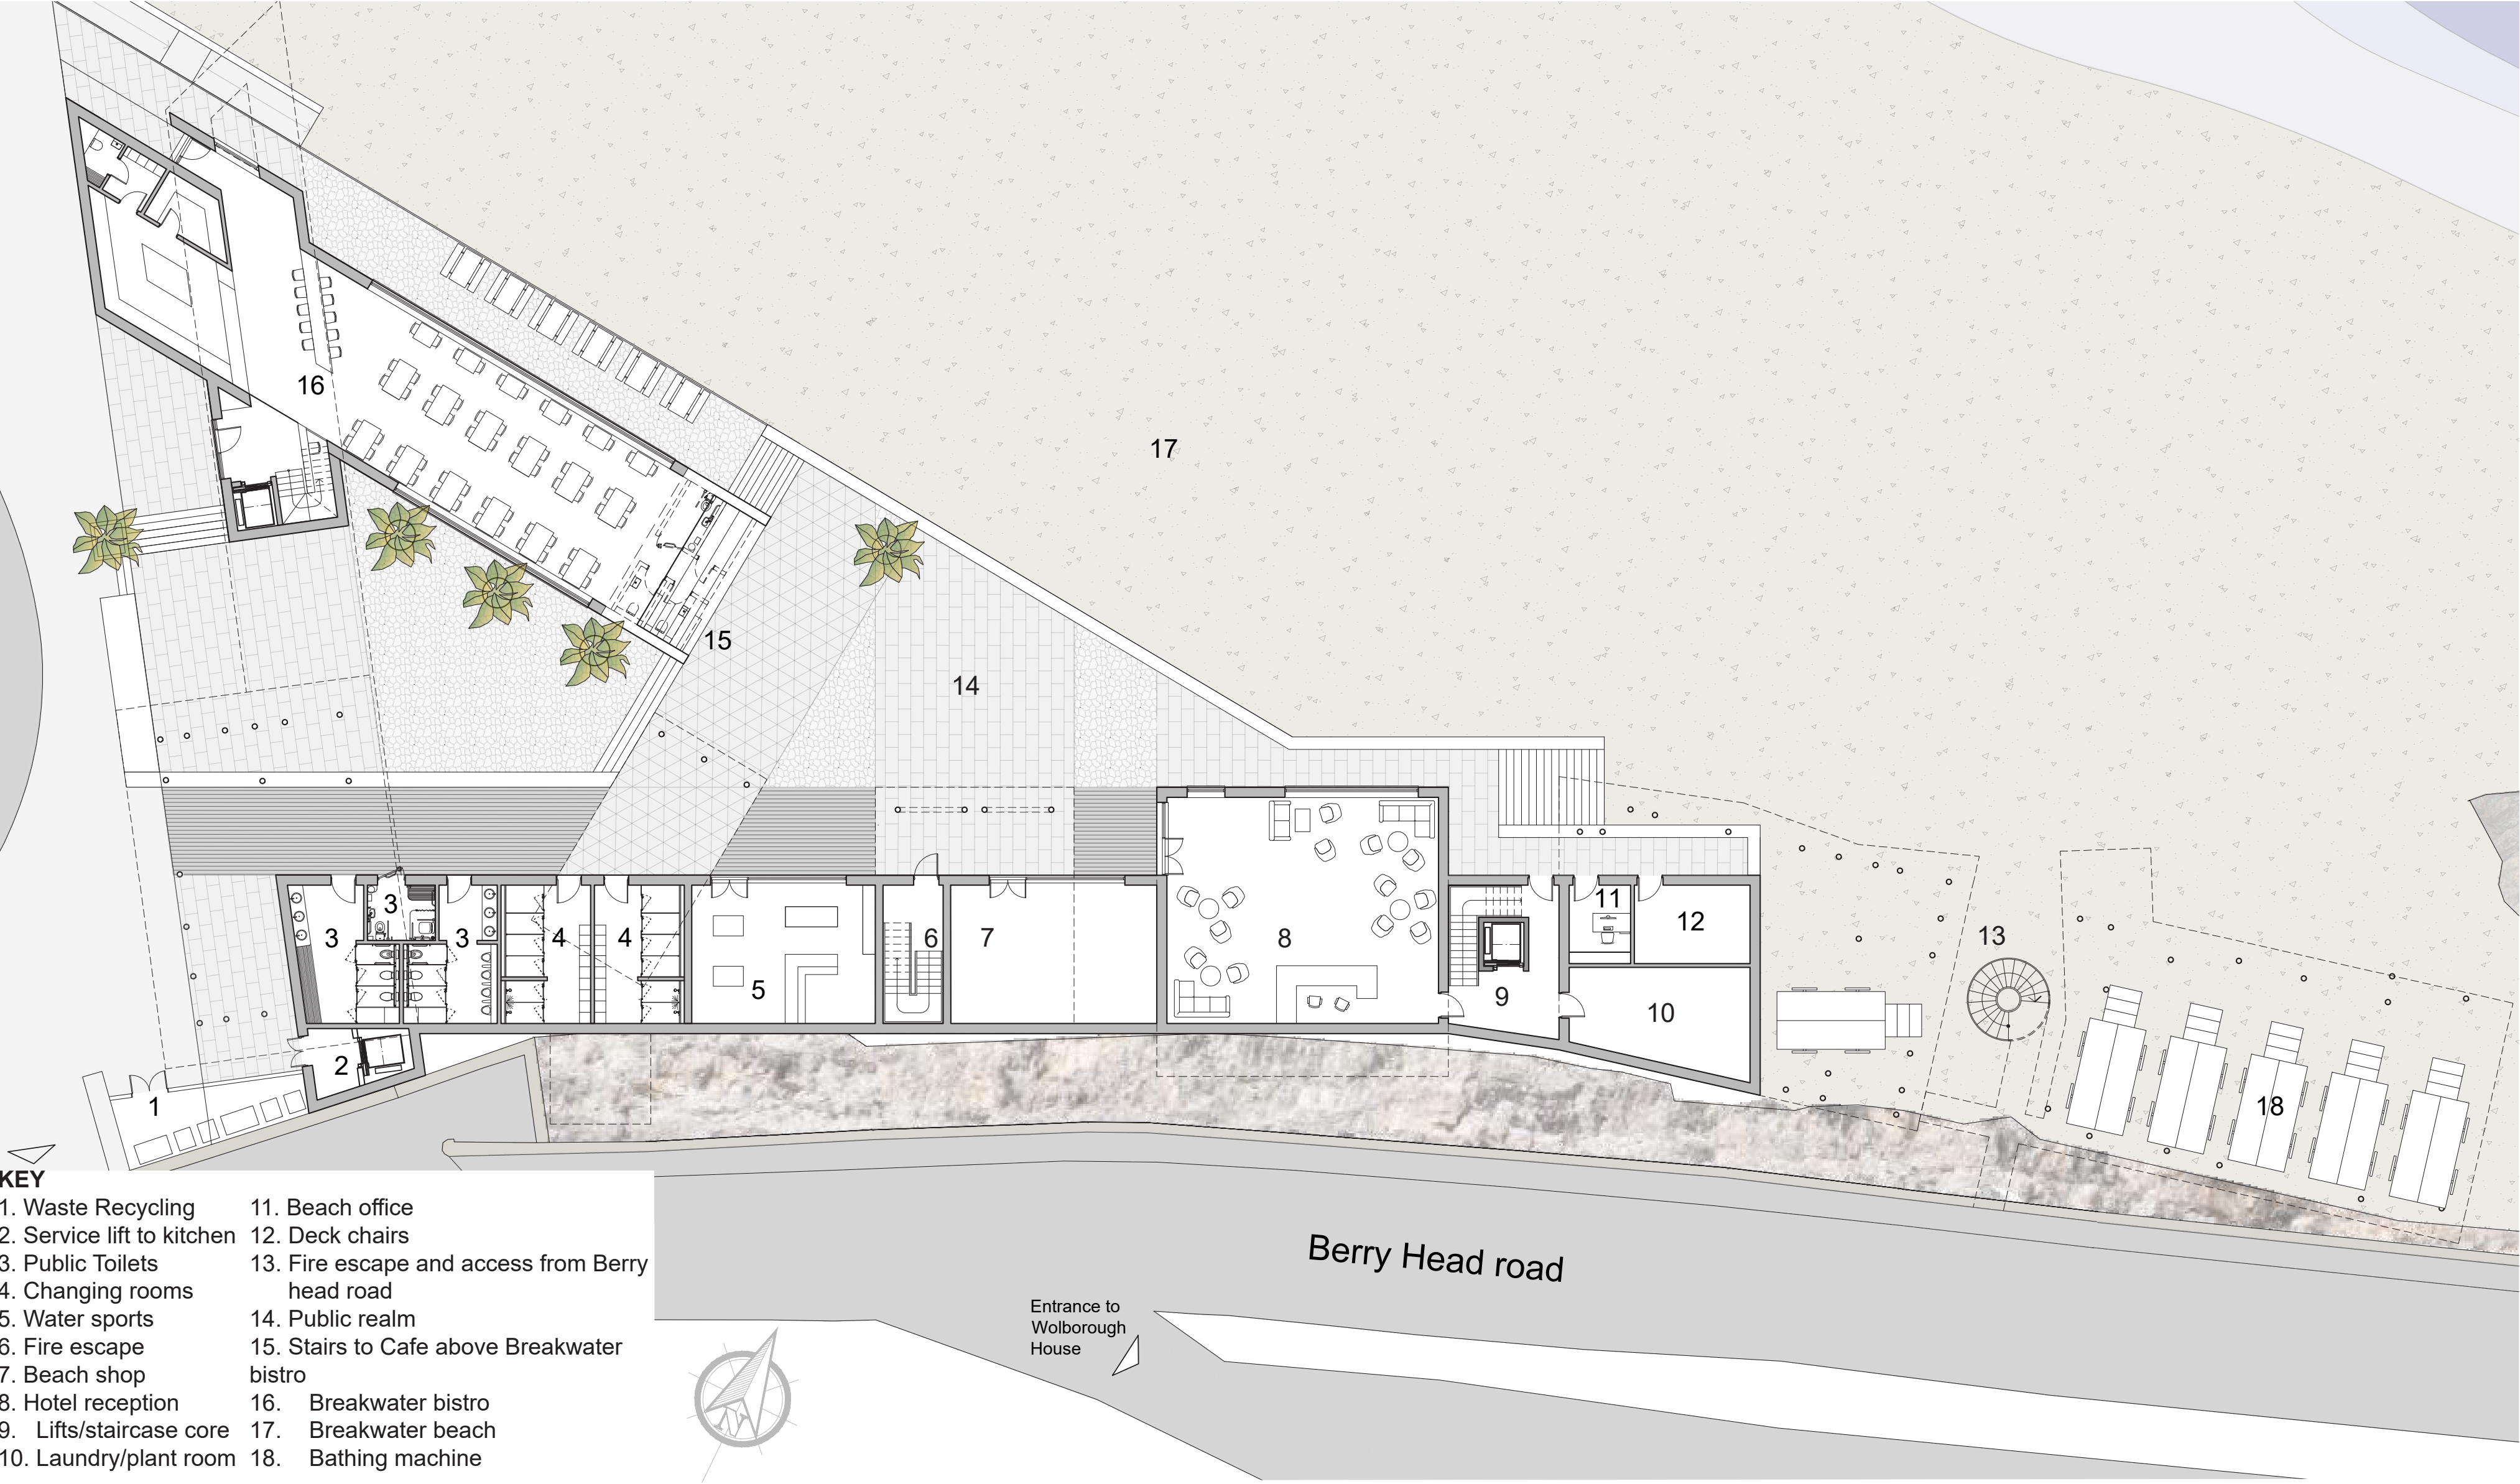 16
17
15
14
3
3
3
4
4
5
6
7
8
9
11
12
10
13
18
2
1
Berry Head road
Entrance to
Wolborough
House
N
KEY
1. Waste Recycling
2. Service lift to kitchen
3. Public Toilets
4. Changing rooms
5. Water sports
6. Fire escape
7. Beach shop
8. Hotel reception
9. Lifts/staircase core
10. Laundry/plant room
11. Beach office
12. Deck chairs
13. Fire escape and access from Berry
head road
14. Public realm
15. Stairs to Cafe above Breakwater
bistro
16. Breakwater bistro
17. Breakwater beach
18. Bathing machine